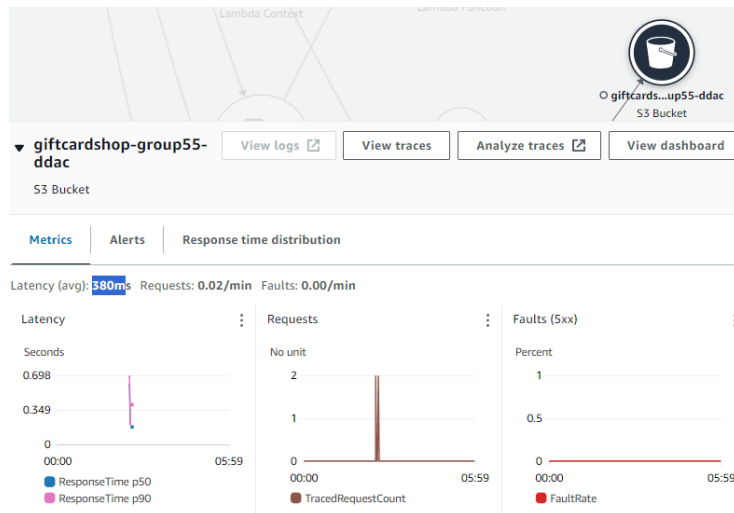 Lambda Context
Lambda Function
giftcards...up55-ddac
S3 Bucket
giftcardshop-group55-
ddac
S3 Bucket
View logs
View traces
Analyze traces
View dashboard
Metrics
Alerts
Response time distribution
Latency (avg): 380ms Requests: 0.02/min Faults: 0.00/min
Latency
Seconds
0.698
0.349
0
00:00 05:59
ResponseTime p50
ResponseTime p90
Requests
No unit
2
1
0
00:00 05:59
TracedRequestCount
Faults (5xx)
Percent
1
0.5
0
00:00 05:59
FaultRate